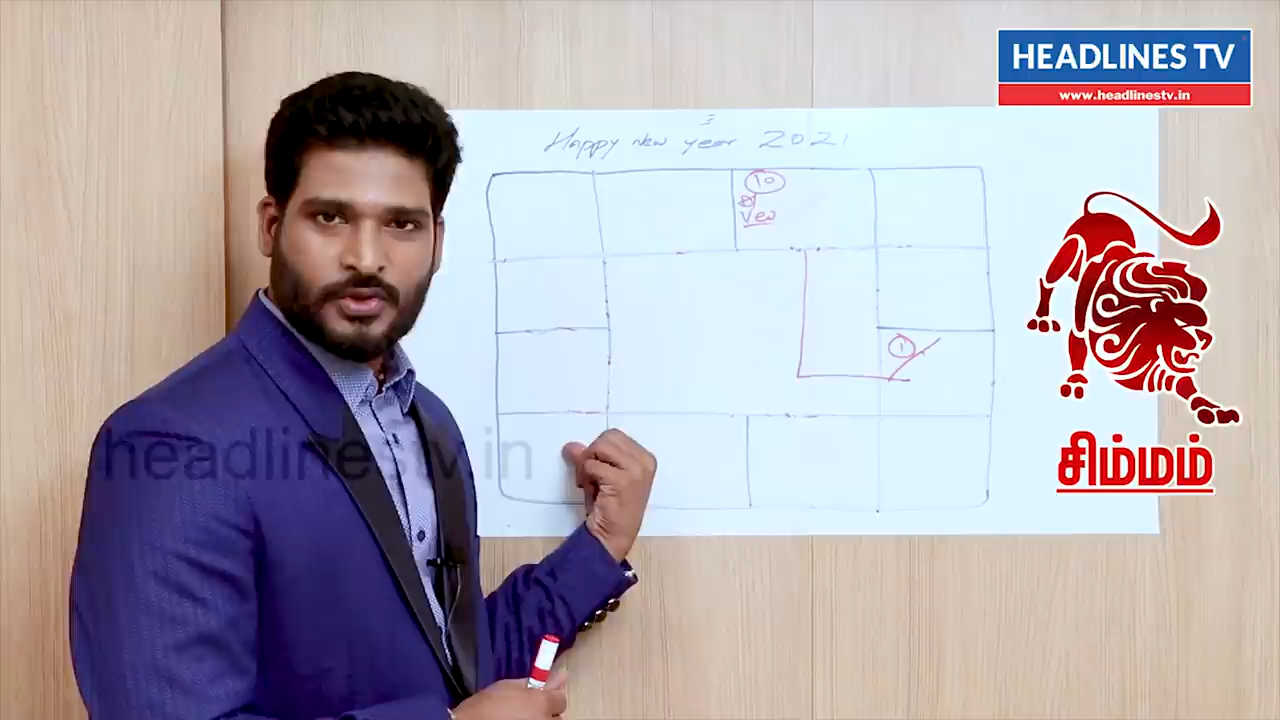 HEADLINES TV
www.headlinestv.in
Happy New year 2021
10
Ven
1
சிம்மம்
headlinestv.in